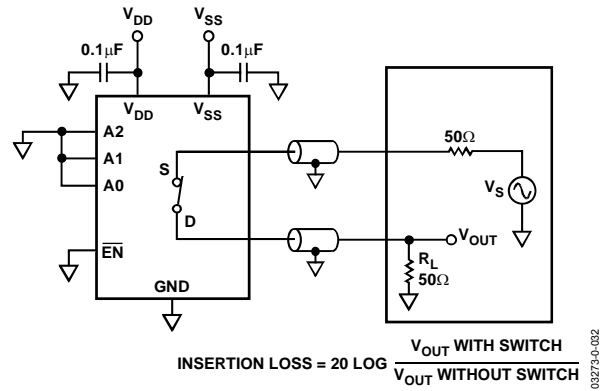 VDD
VSS
0.1μF
0.1μF
VDD
VSS
A2
A1
A0
S
D
EN
GND
50Ω
VS
VOUT
RL
50Ω
INSERTION LOSS = 20 LOG VOUT WITH SWITCH
VOUT WITHOUT SWITCH
03273-0-032